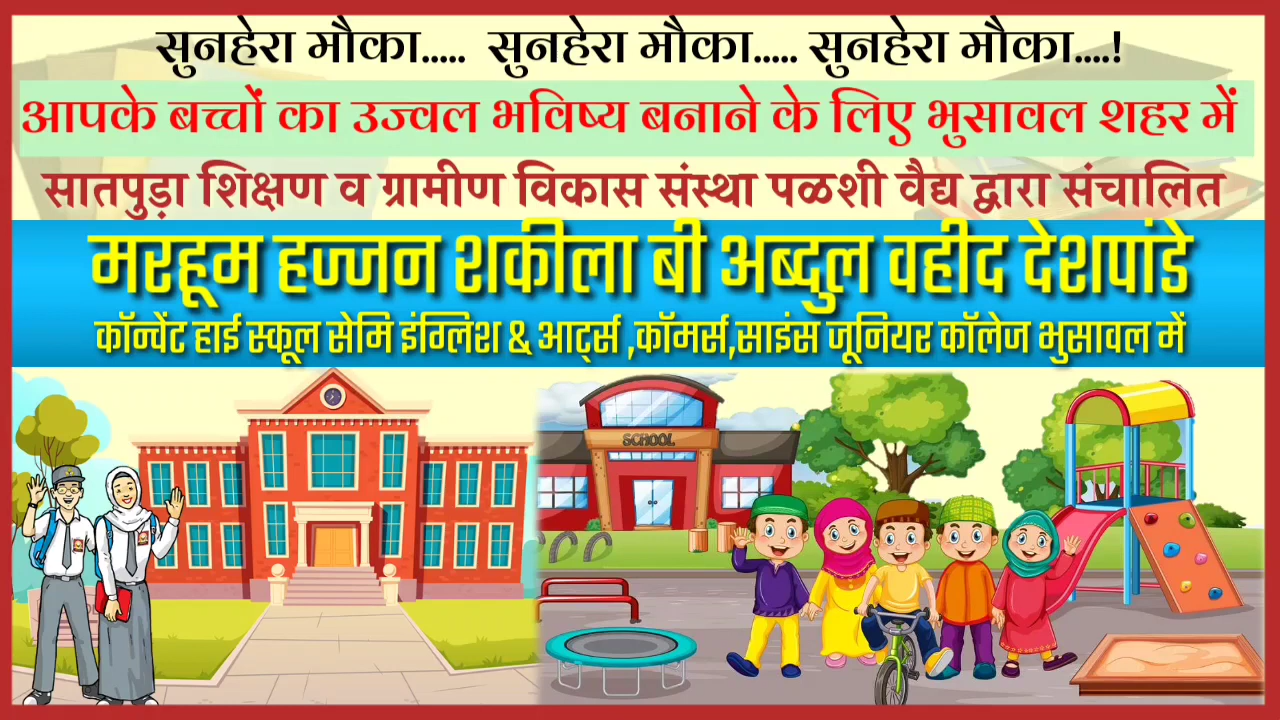 सुनहेरा मौका..... सुनहेरा मौका..... सुनहेरा मौका....!
आपके बच्चों का उज्वल भविष्य बनाने के लिए भुसावल शहर में
सातपुड़ा शिक्षण व ग्रामीण विकास संस्था पळशी वैद्य द्वारा संचालित
मरहूम हज्जन शकीला बी अब्दुल वहीद देशपांडे
कॉन्वेंट हाई स्कूल सेमि इंग्लिश & आर्ट्स ,कॉमर्स,साइंस जूनियर कॉलेज भुसावल में
SCHOOL